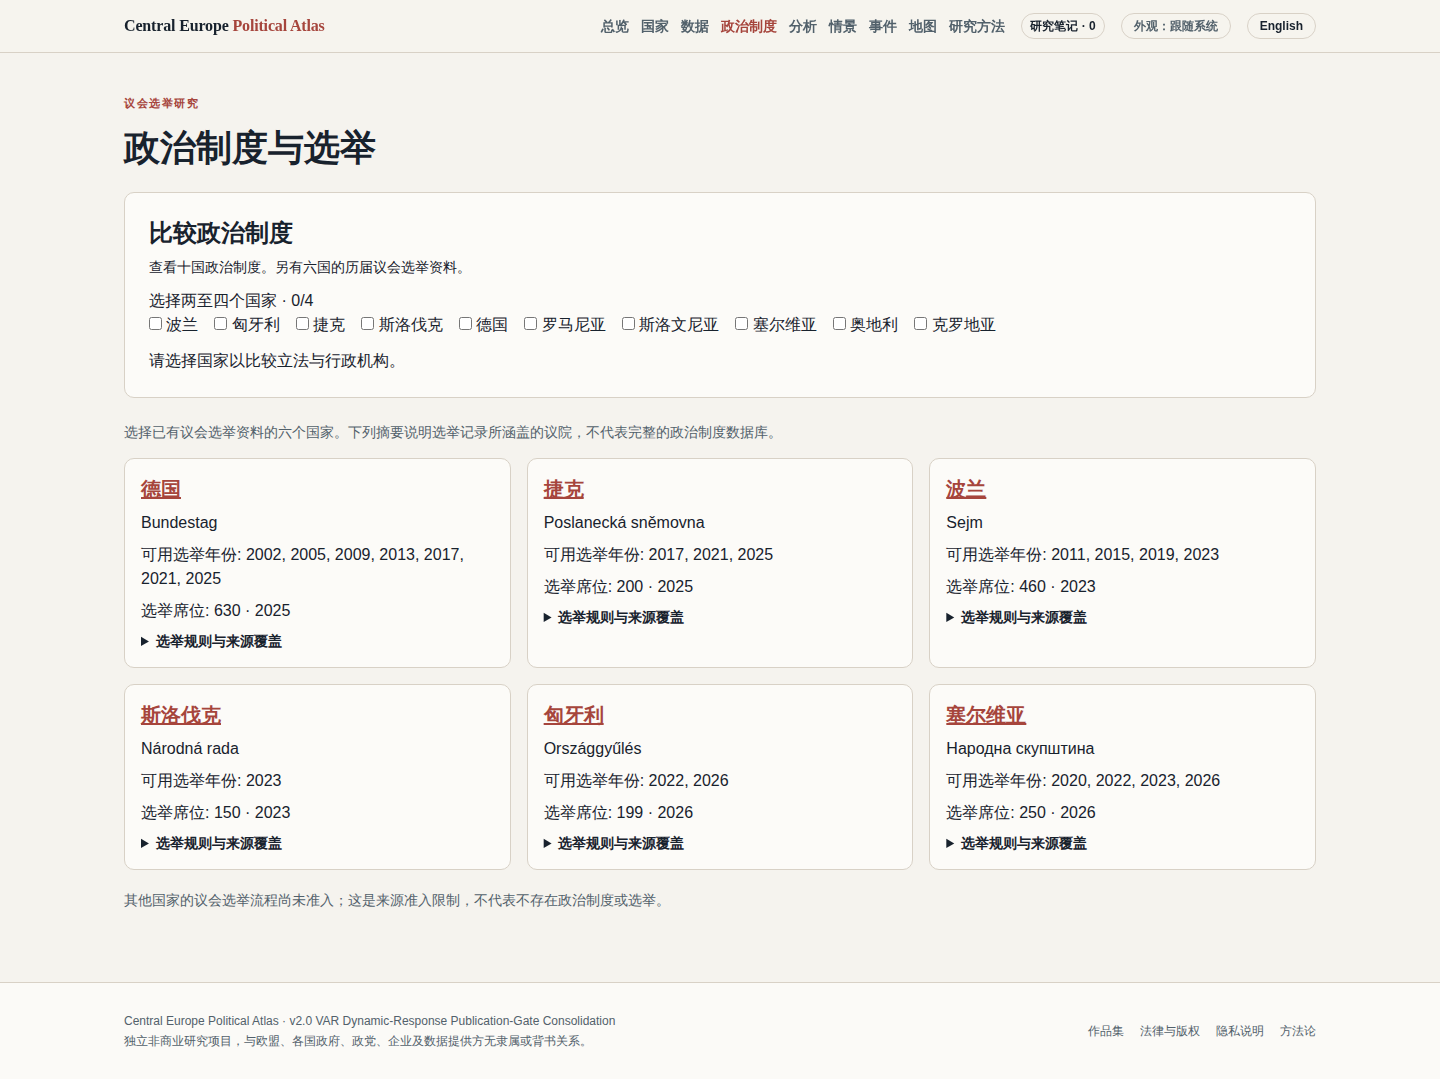 Central Europe Political Atlas
总览 国家 数据 政治制度 分析 情景 事件 地图 研究方法 研究笔记 · 0 外观：跟随系统 English
议会选举研究
政治制度与选举
比较政治制度
查看十国政治制度。另有六国的历届议会选举资料。
选择两至四个国家 · 0/4
波兰 匈牙利 捷克 斯洛伐克 德国 罗马尼亚 斯洛文尼亚 塞尔维亚 奥地利 克罗地亚
请选择国家以比较立法与行政机构。
选择已有议会选举资料的六个国家。下列摘要说明选举记录所涵盖的议院，不代表完整的政治制度数据库。
德国
Bundestag
可用选举年份: 2002, 2005, 2009, 2013, 2017,
2021, 2025
选举席位: 630 · 2025
▶ 选举规则与来源覆盖
捷克
Poslanecká sněmovna
可用选举年份: 2017, 2021, 2025
选举席位: 200 · 2025
▶ 选举规则与来源覆盖
波兰
Sejm
可用选举年份: 2011, 2015, 2019, 2023
选举席位: 460 · 2023
▶ 选举规则与来源覆盖
斯洛伐克
Národná rada
可用选举年份: 2023
选举席位: 150 · 2023
▶ 选举规则与来源覆盖
匈牙利
Országgyűlés
可用选举年份: 2022, 2026
选举席位: 199 · 2026
▶ 选举规则与来源覆盖
塞尔维亚
Народна скупштина
可用选举年份: 2020, 2022, 2023, 2026
选举席位: 250 · 2026
▶ 选举规则与来源覆盖
其他国家的议会选举流程尚未准入；这是来源准入限制，不代表不存在政治制度或选举。
Central Europe Political Atlas · v2.0 VAR Dynamic-Response Publication-Gate Consolidation
独立非商业研究项目，与欧盟、各国政府、政党、企业及数据提供方无隶属或背书关系。
作品集 法律与版权 隐私说明 方法论